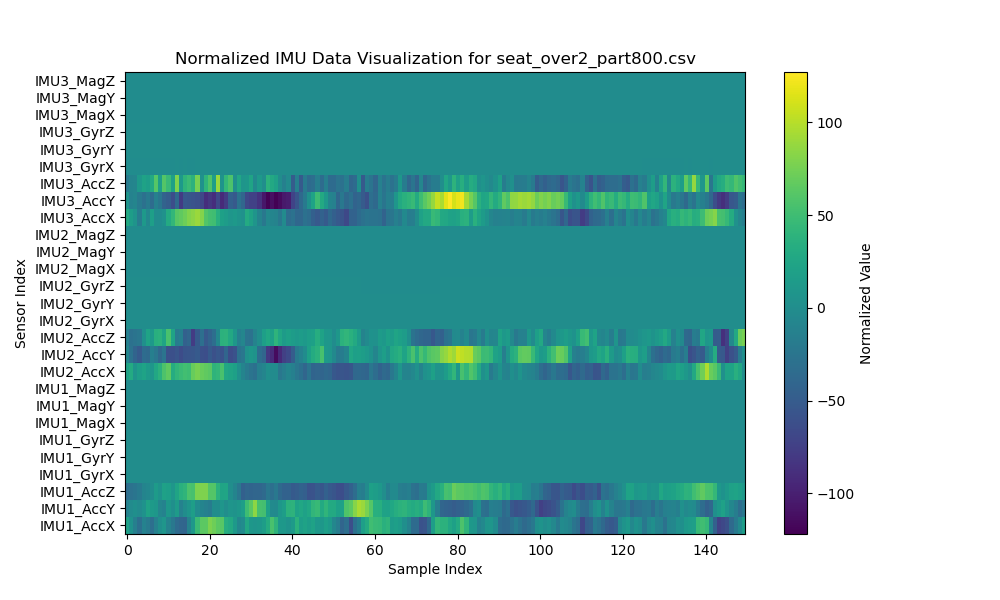 Normalized IMU Data Visualization for seat_over2_part800.csv
IMU3_MagZ
IMU3_MagY
IMU3_MagX
IMU3_GyrZ
IMU3_GyrY
IMU3_GyrX
IMU3_AccZ
IMU3_AccY
IMU3_AccX
IMU2_MagZ
IMU2_MagY
IMU2_MagX
IMU2_GyrZ
IMU2_GyrY
IMU2_GyrX
IMU2_AccZ
IMU2_AccY
IMU2_AccX
IMU1_MagZ
IMU1_MagY
IMU1_MagX
IMU1_GyrZ
IMU1_GyrY
IMU1_GyrX
IMU1_AccZ
IMU1_AccY
IMU1_AccX
Sensor Index
0 20 40 60 80 100 120 140
Sample Index
100
50
0
−50
−100
Normalized Value